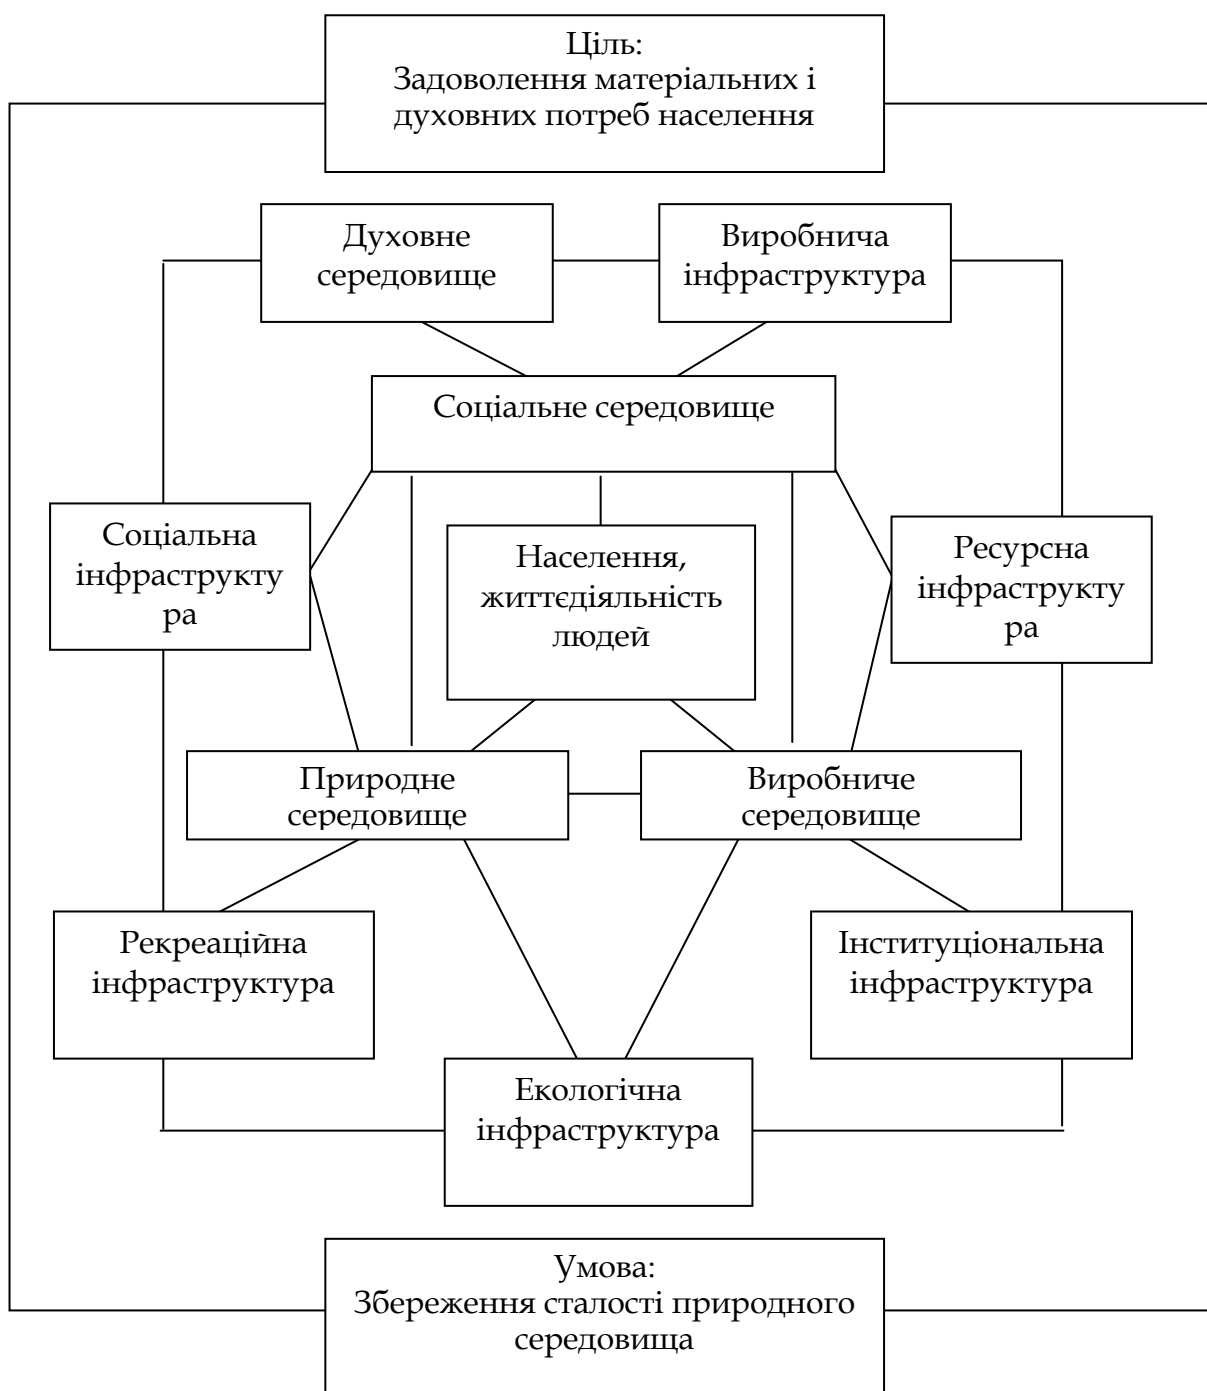 Ціль:
Задоволення матеріальних і
духовних потреб населення
Духовне
середовище
Виробнича
інфраструктура
Соціальне середовище
Соціальна
інфраструкту
ра
Населення,
життєдіяльність
людей
Ресурсна
інфраструкту
ра
Природне
середовище
Виробниче
середовище
Рекреаційна
інфраструктура
Інституціональна
інфраструктура
Екологічна
інфраструктура
Умова:
Збереження сталості природного
середовища